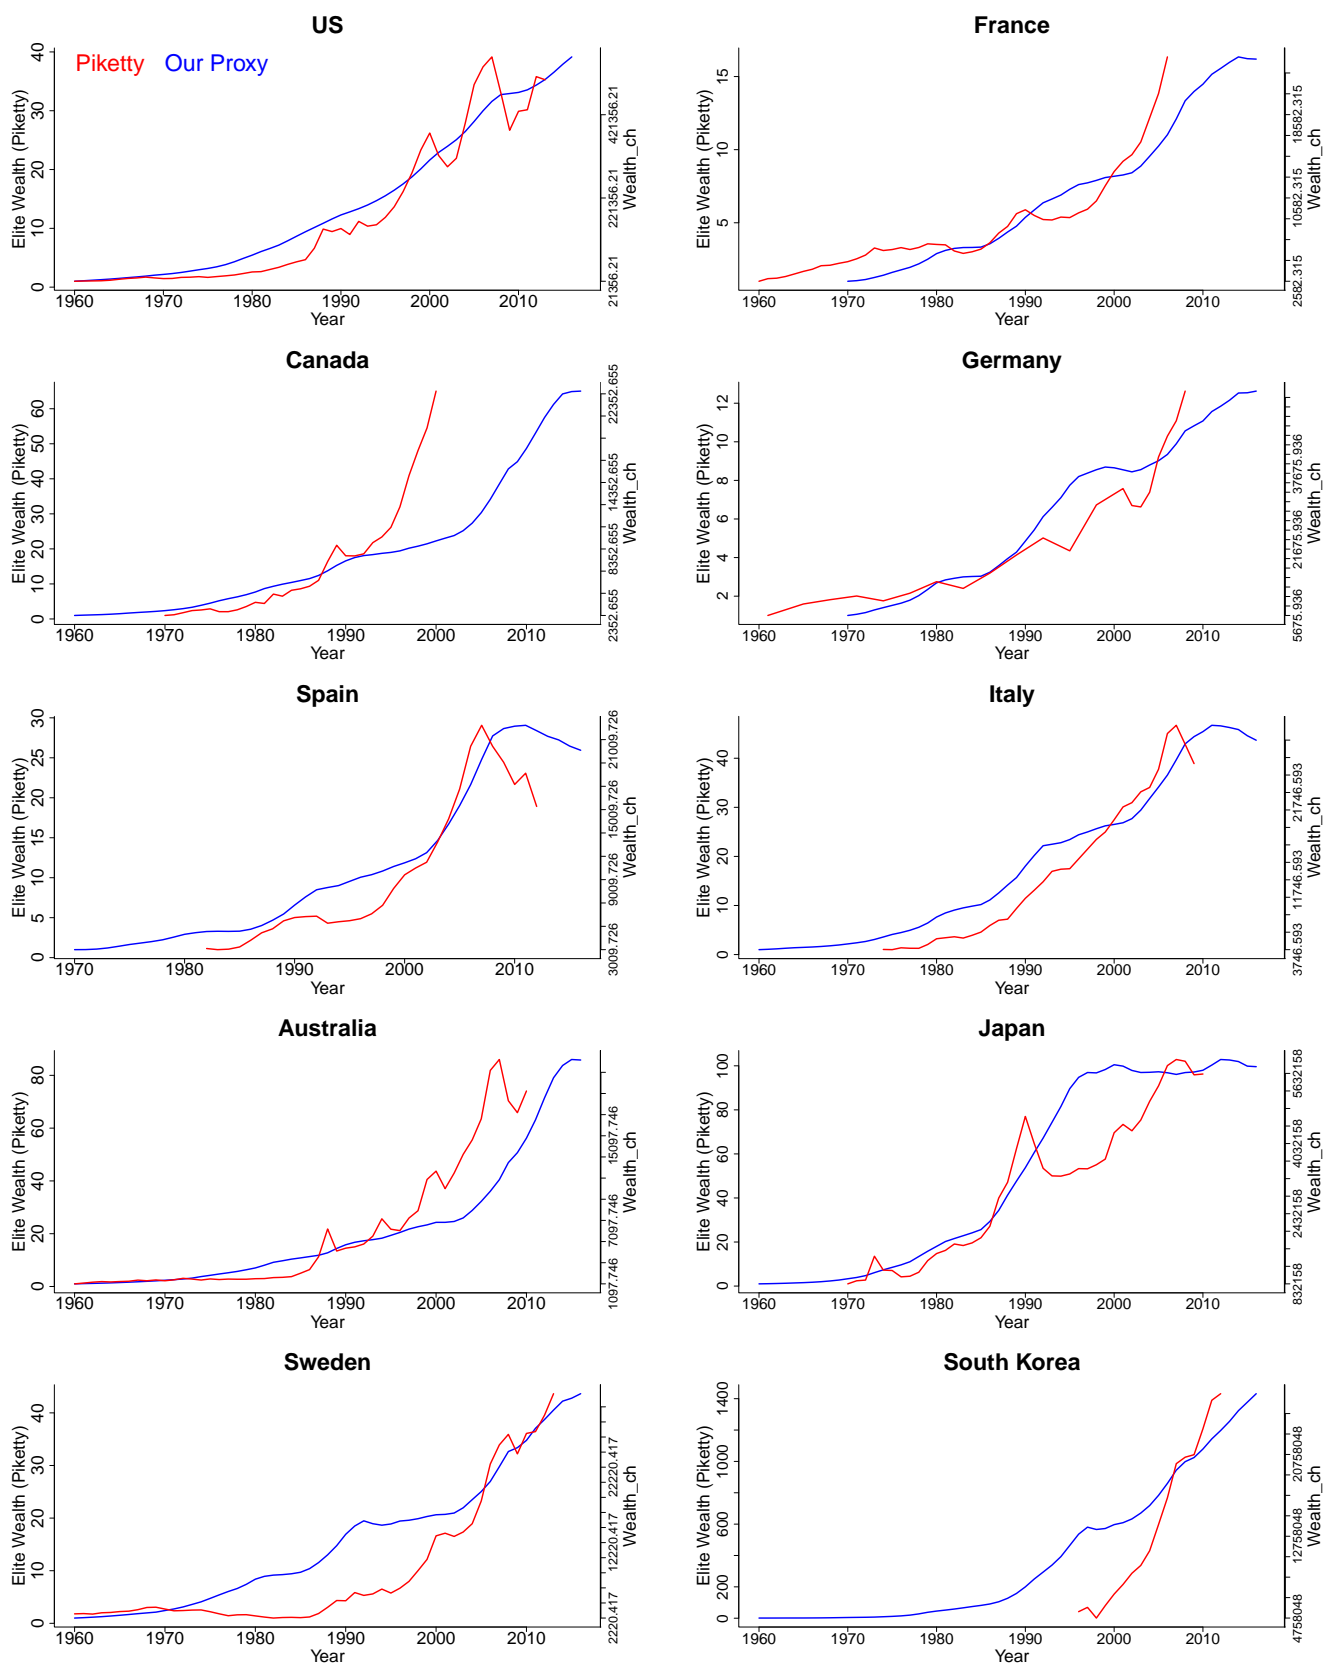 US
Piketty Our Proxy
Elite Wealth (Piketty)
0 10 20 30 40
1960 1970 1980 1990 2000 2010
Year
21356.21 221356.21 421356.21
Wealth_ch
France
Elite Wealth (Piketty)
5 10 15
1960 1970 1980 1990 2000 2010
Year
2582.315 10582.315 18582.315
Wealth_ch
Canada
Elite Wealth (Piketty)
0 10 20 30 40 50 60
1960 1970 1980 1990 2000 2010
Year
2352.655 8352.655 14352.655 22352.655
Wealth_ch
Germany
Elite Wealth (Piketty)
2 4 6 8 10 12
1960 1970 1980 1990 2000 2010
Year
5675.936 21675.936 37675.936
Wealth_ch
Spain
Elite Wealth (Piketty)
0 5 10 15 20 25 30
1970 1980 1990 2000 2010
Year
3009.726 9009.726 15009.726 21009.726
Wealth_ch
Italy
Elite Wealth (Piketty)
0 10 20 30 40
1960 1970 1980 1990 2000 2010
Year
3746.593 11746.593 21746.593
Wealth_ch
Australia
Elite Wealth (Piketty)
0 20 40 60 80
1960 1970 1980 1990 2000 2010
Year
1097.746 7097.746 15097.746
Wealth_ch
Japan
Elite Wealth (Piketty)
0 20 40 60 80 100
1960 1970 1980 1990 2000 2010
Year
832158 2432158 4032158 5632158
Wealth_ch
Sweden
Elite Wealth (Piketty)
0 10 20 30 40
1960 1970 1980 1990 2000 2010
Year
2220.417 12220.417 22220.417
Wealth_ch
South Korea
Elite Wealth (Piketty)
0 200 600 1000 1400
1960 1970 1980 1990 2000 2010
Year
4758048 12758048 20758048
Wealth_ch